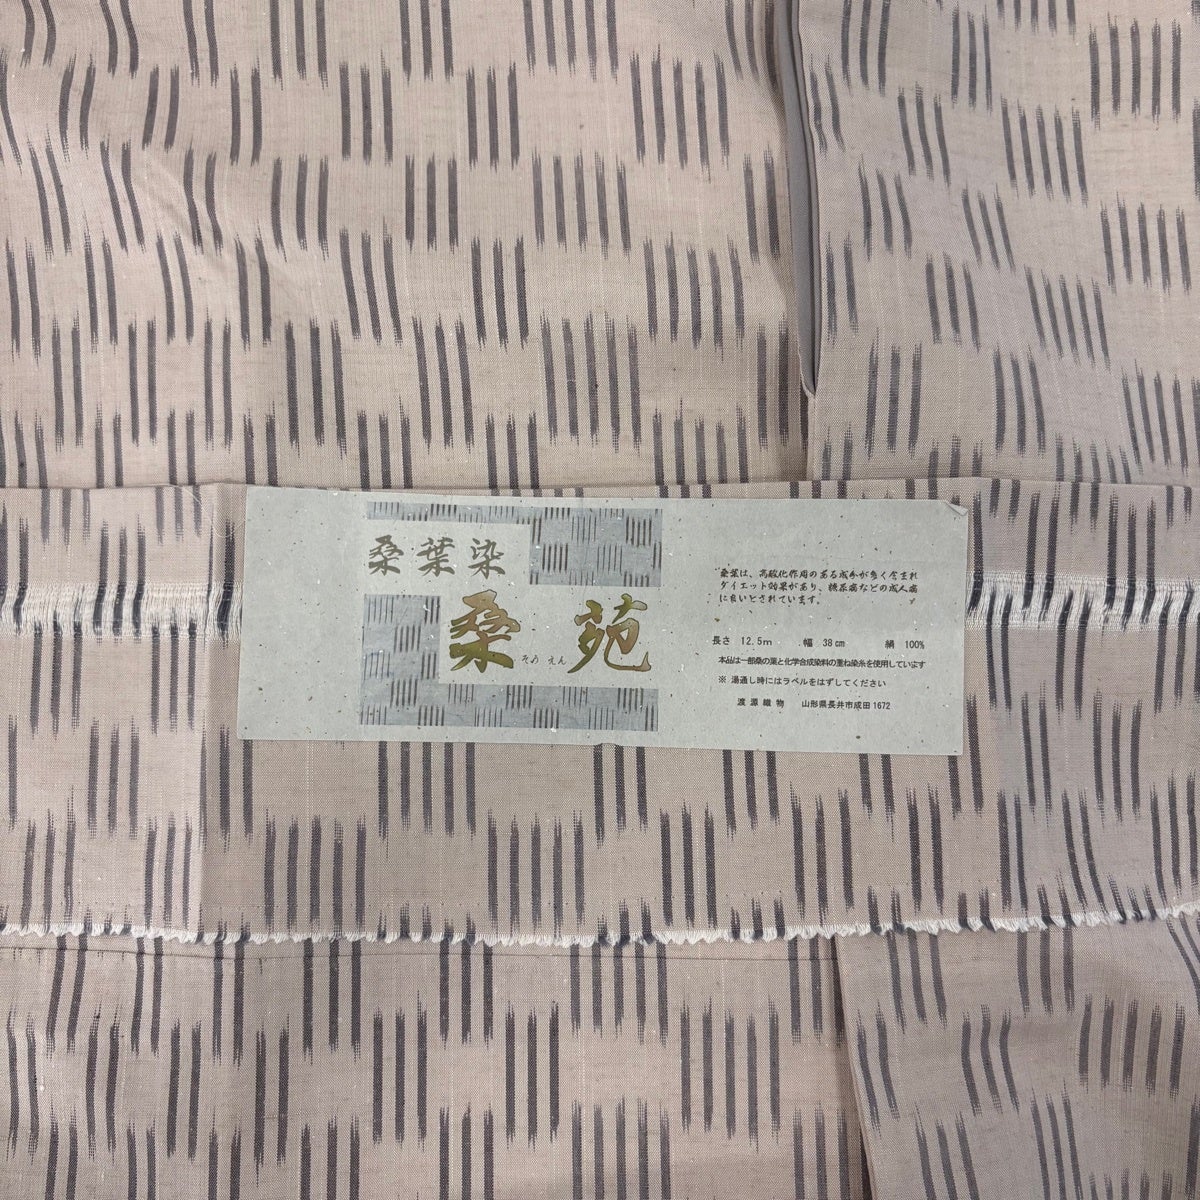 桑葉染
桑苑
そう えん
桑葉は、高酸化作用のある成分が多く含まれ
ダイエット効果があり、糖尿病などの成人病
に良いとされています。
長さ 12.5m 幅 38cm 絹 100%
本品は一部桑の葉と化学合成染料の重ね染糸を使用しています
※ 湯通し時にはラベルをはずしてください
渡源織物 山形県長井市成田1672